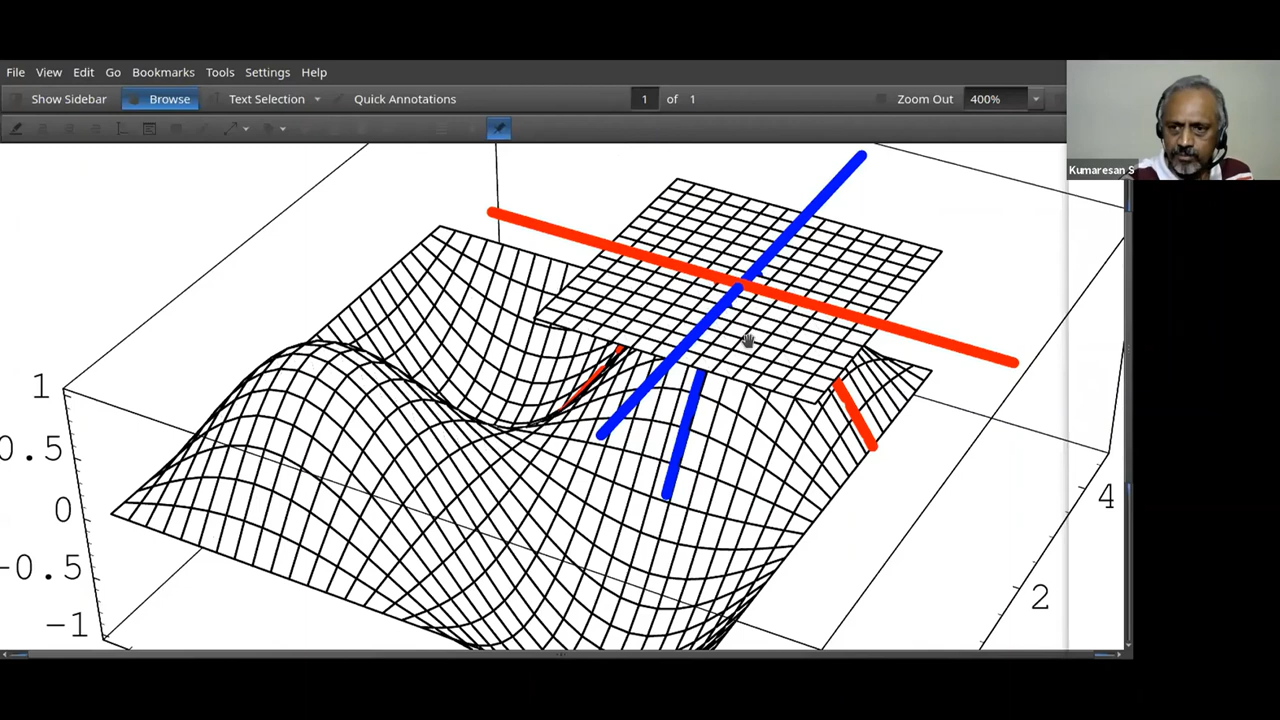 File View Edit Go Bookmarks Tools Settings Help
Show Sidebar Browse Text Selection Quick Annotations 1 of 1 Zoom Out 400%
Kumaresan S
1
0.5
0
-0.5
-1
4
2